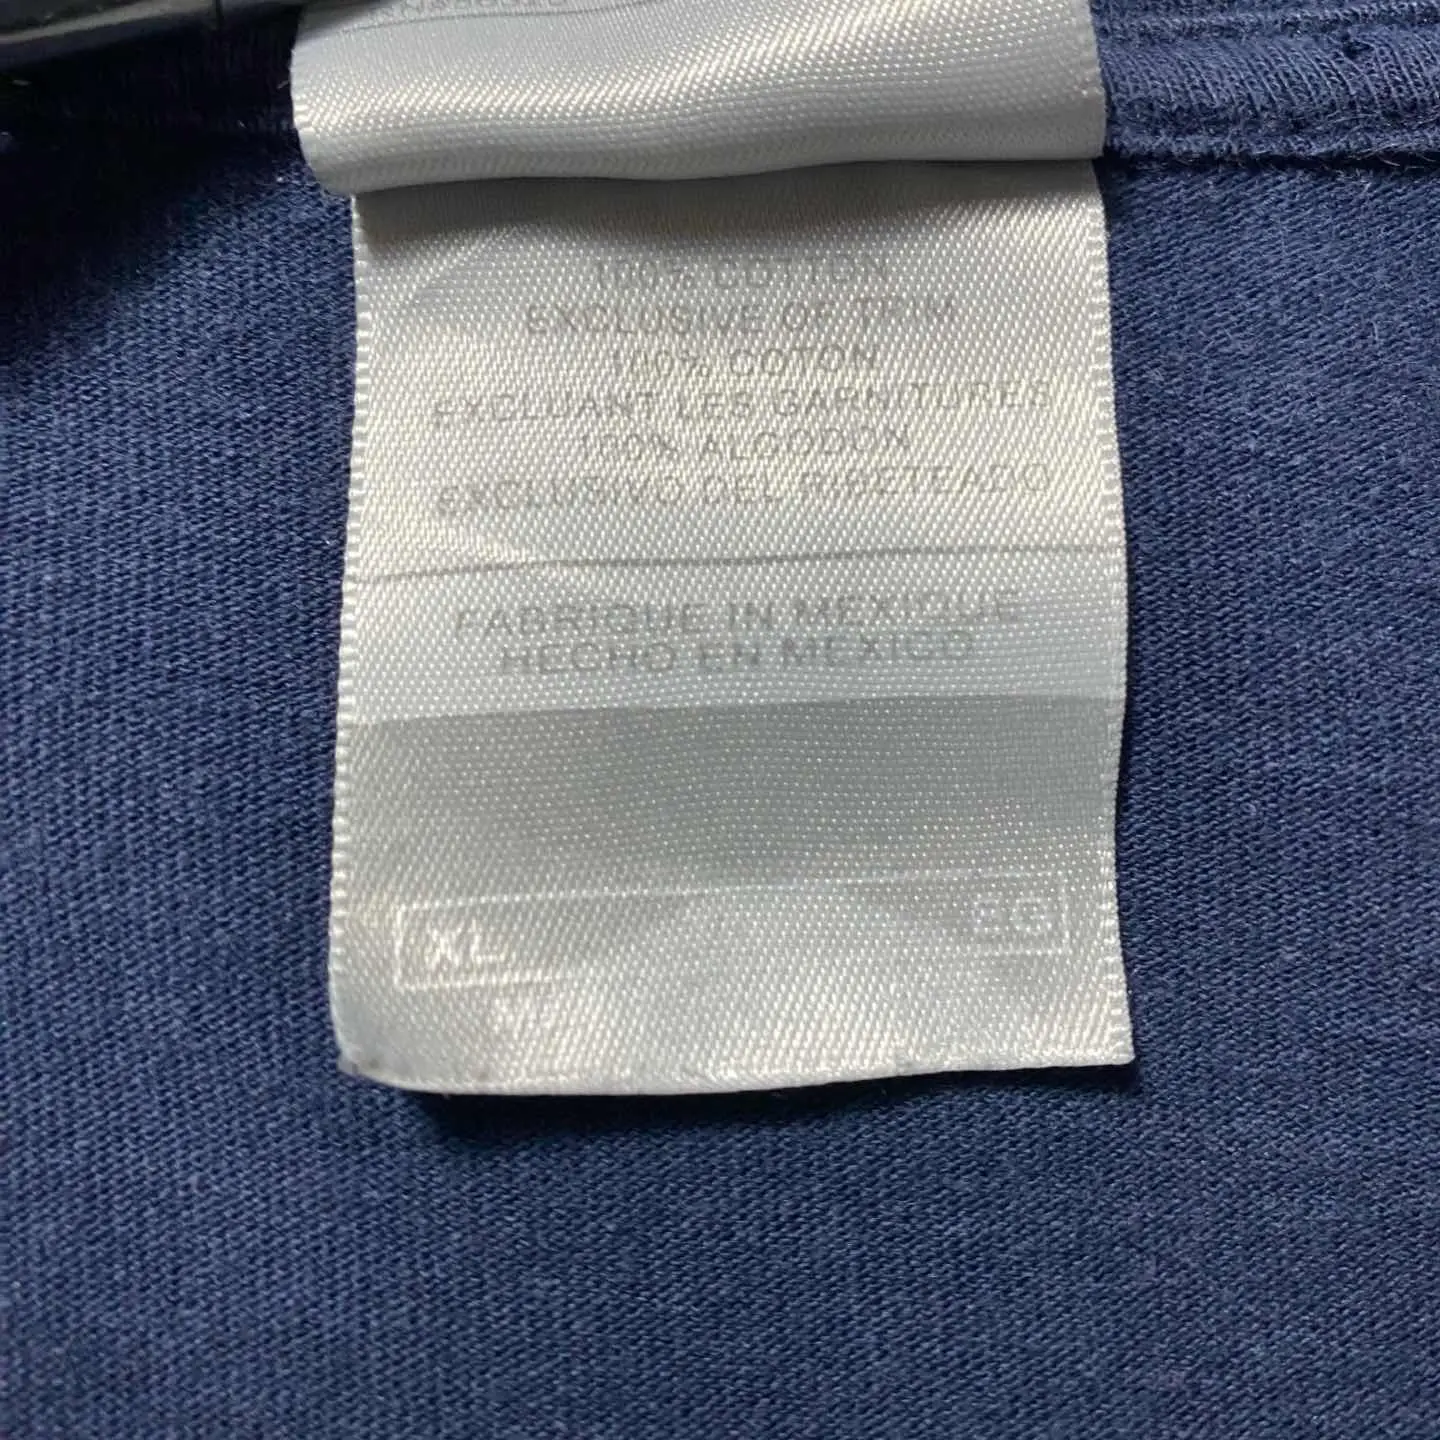 100% COTTON
EXCLUSIVE OF TRIM
100% COTON
EXCLUANT LES GARNITURES
100% ALGODON
EXCLUSIVO DEL RIBETEADO
FABRIQUE IN MEXIQUE
HECHO EN MEXICO
XL EG